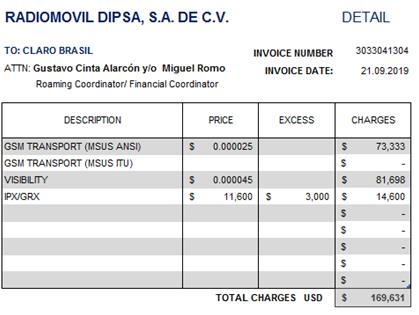 RADIOMOVIL DIPSA, S.A. DE C.V. DETAIL
TO: CLARO BRASIL INVOICE NUMBER 3033041304
ATTN: Gustavo Cinta Alarcón y/o Miguel Romo INVOICE DATE: 21.09.2019
Roaming Coordinator/ Financial Coordinator
DESCRIPTION PRICE EXCESS CHARGES
GSM TRANSPORT (MSUS ANSI) $ 0.000025 $ 73,333
GSM TRANSPORT (MSUS ITU) $ -
VISIBILITY $ 0.000045 $ 81,698
IPX/GRX $ 11,600 $ 3,000 $ 14,600
$ -
$ -
$ -
$ -
$ -
TOTAL CHARGES USD $ 169,631